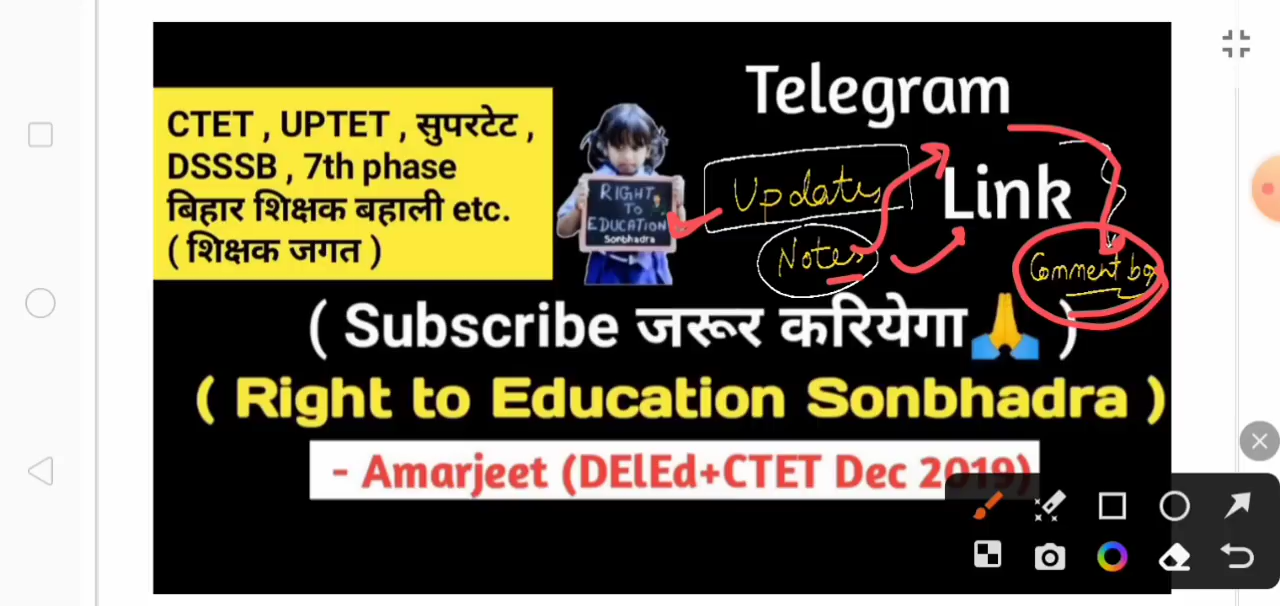 CTET , UPTET , सुपरटेट ,
DSSSB , 7th phase
बिहार शिक्षक बहाली etc.
( शिक्षक जगत )
RIGHT
TO
EDUCATION
Sonbhadra
Telegram
Link
Updates
Notes
Comment box
( Subscribe जरूर करियेगा🙏 )
( Right to Education Sonbhadra )
- Amarjeet (DElEd+CTET Dec 2019)